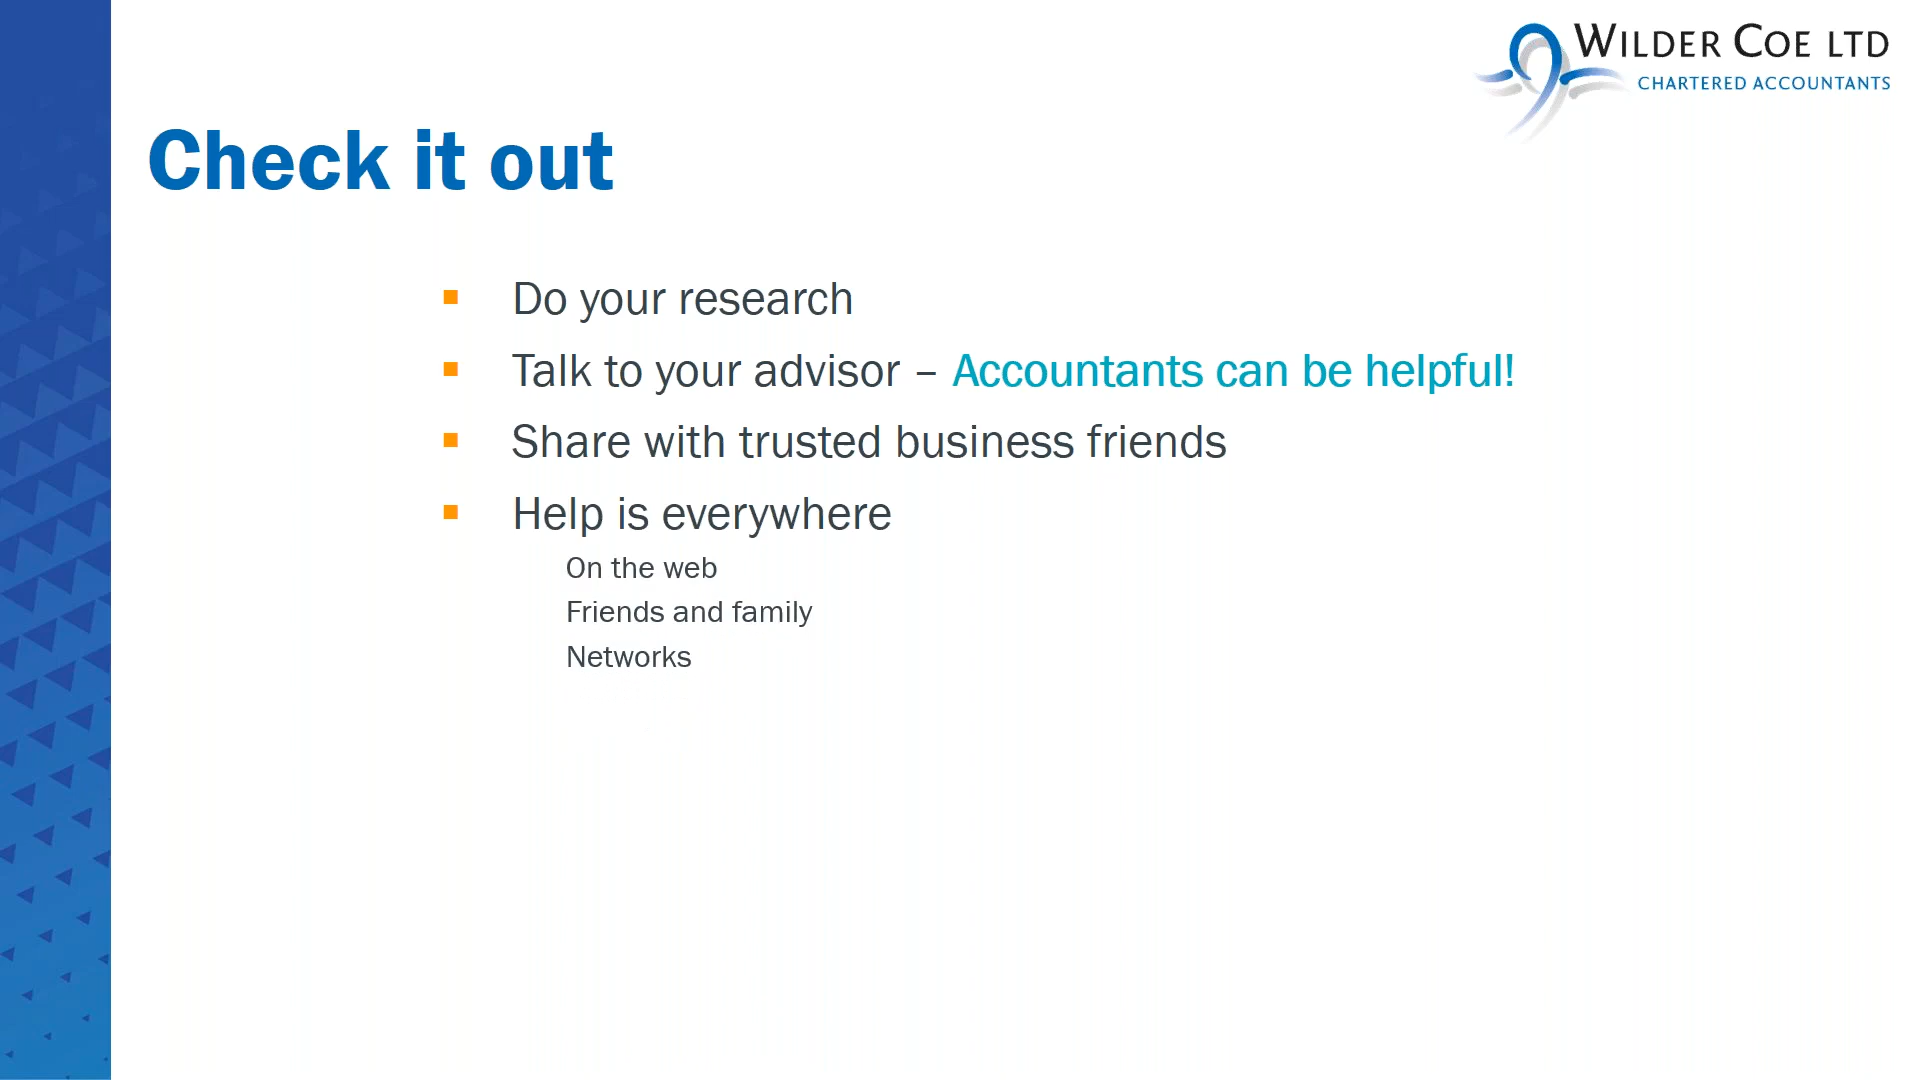 WILDER COE LTD
CHARTERED ACCOUNTANTS
Check it out
Do your research
Talk to your advisor – Accountants can be helpful!
Share with trusted business friends
Help is everywhere
On the web
Friends and family
Networks